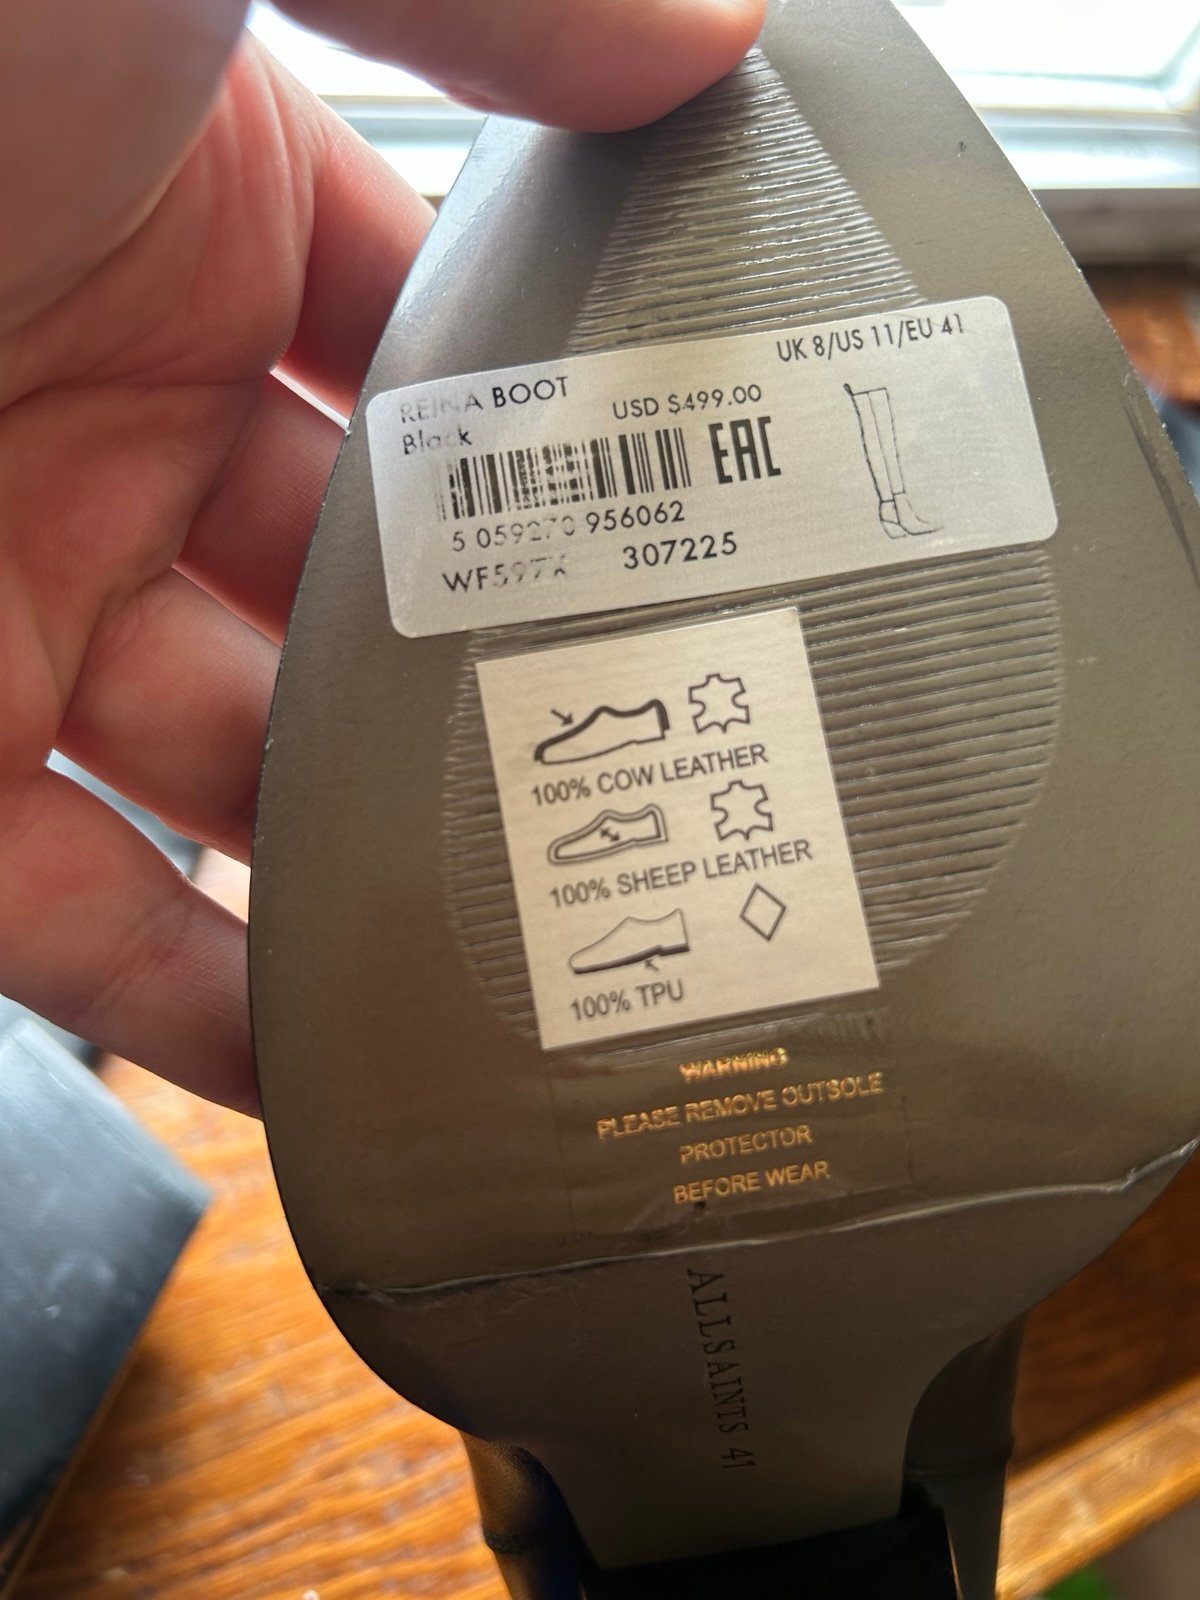 UK 8/US 11/EU 41
REINA BOOT
USD $499.00
Black
EAC
5 059270 956062
WF597X 307225
100% COW LEATHER
100% SHEEP LEATHER
100% TPU
WARNING
PLEASE REMOVE OUTSOLE
PROTECTOR
BEFORE WEAR
ALLSAINTS 41